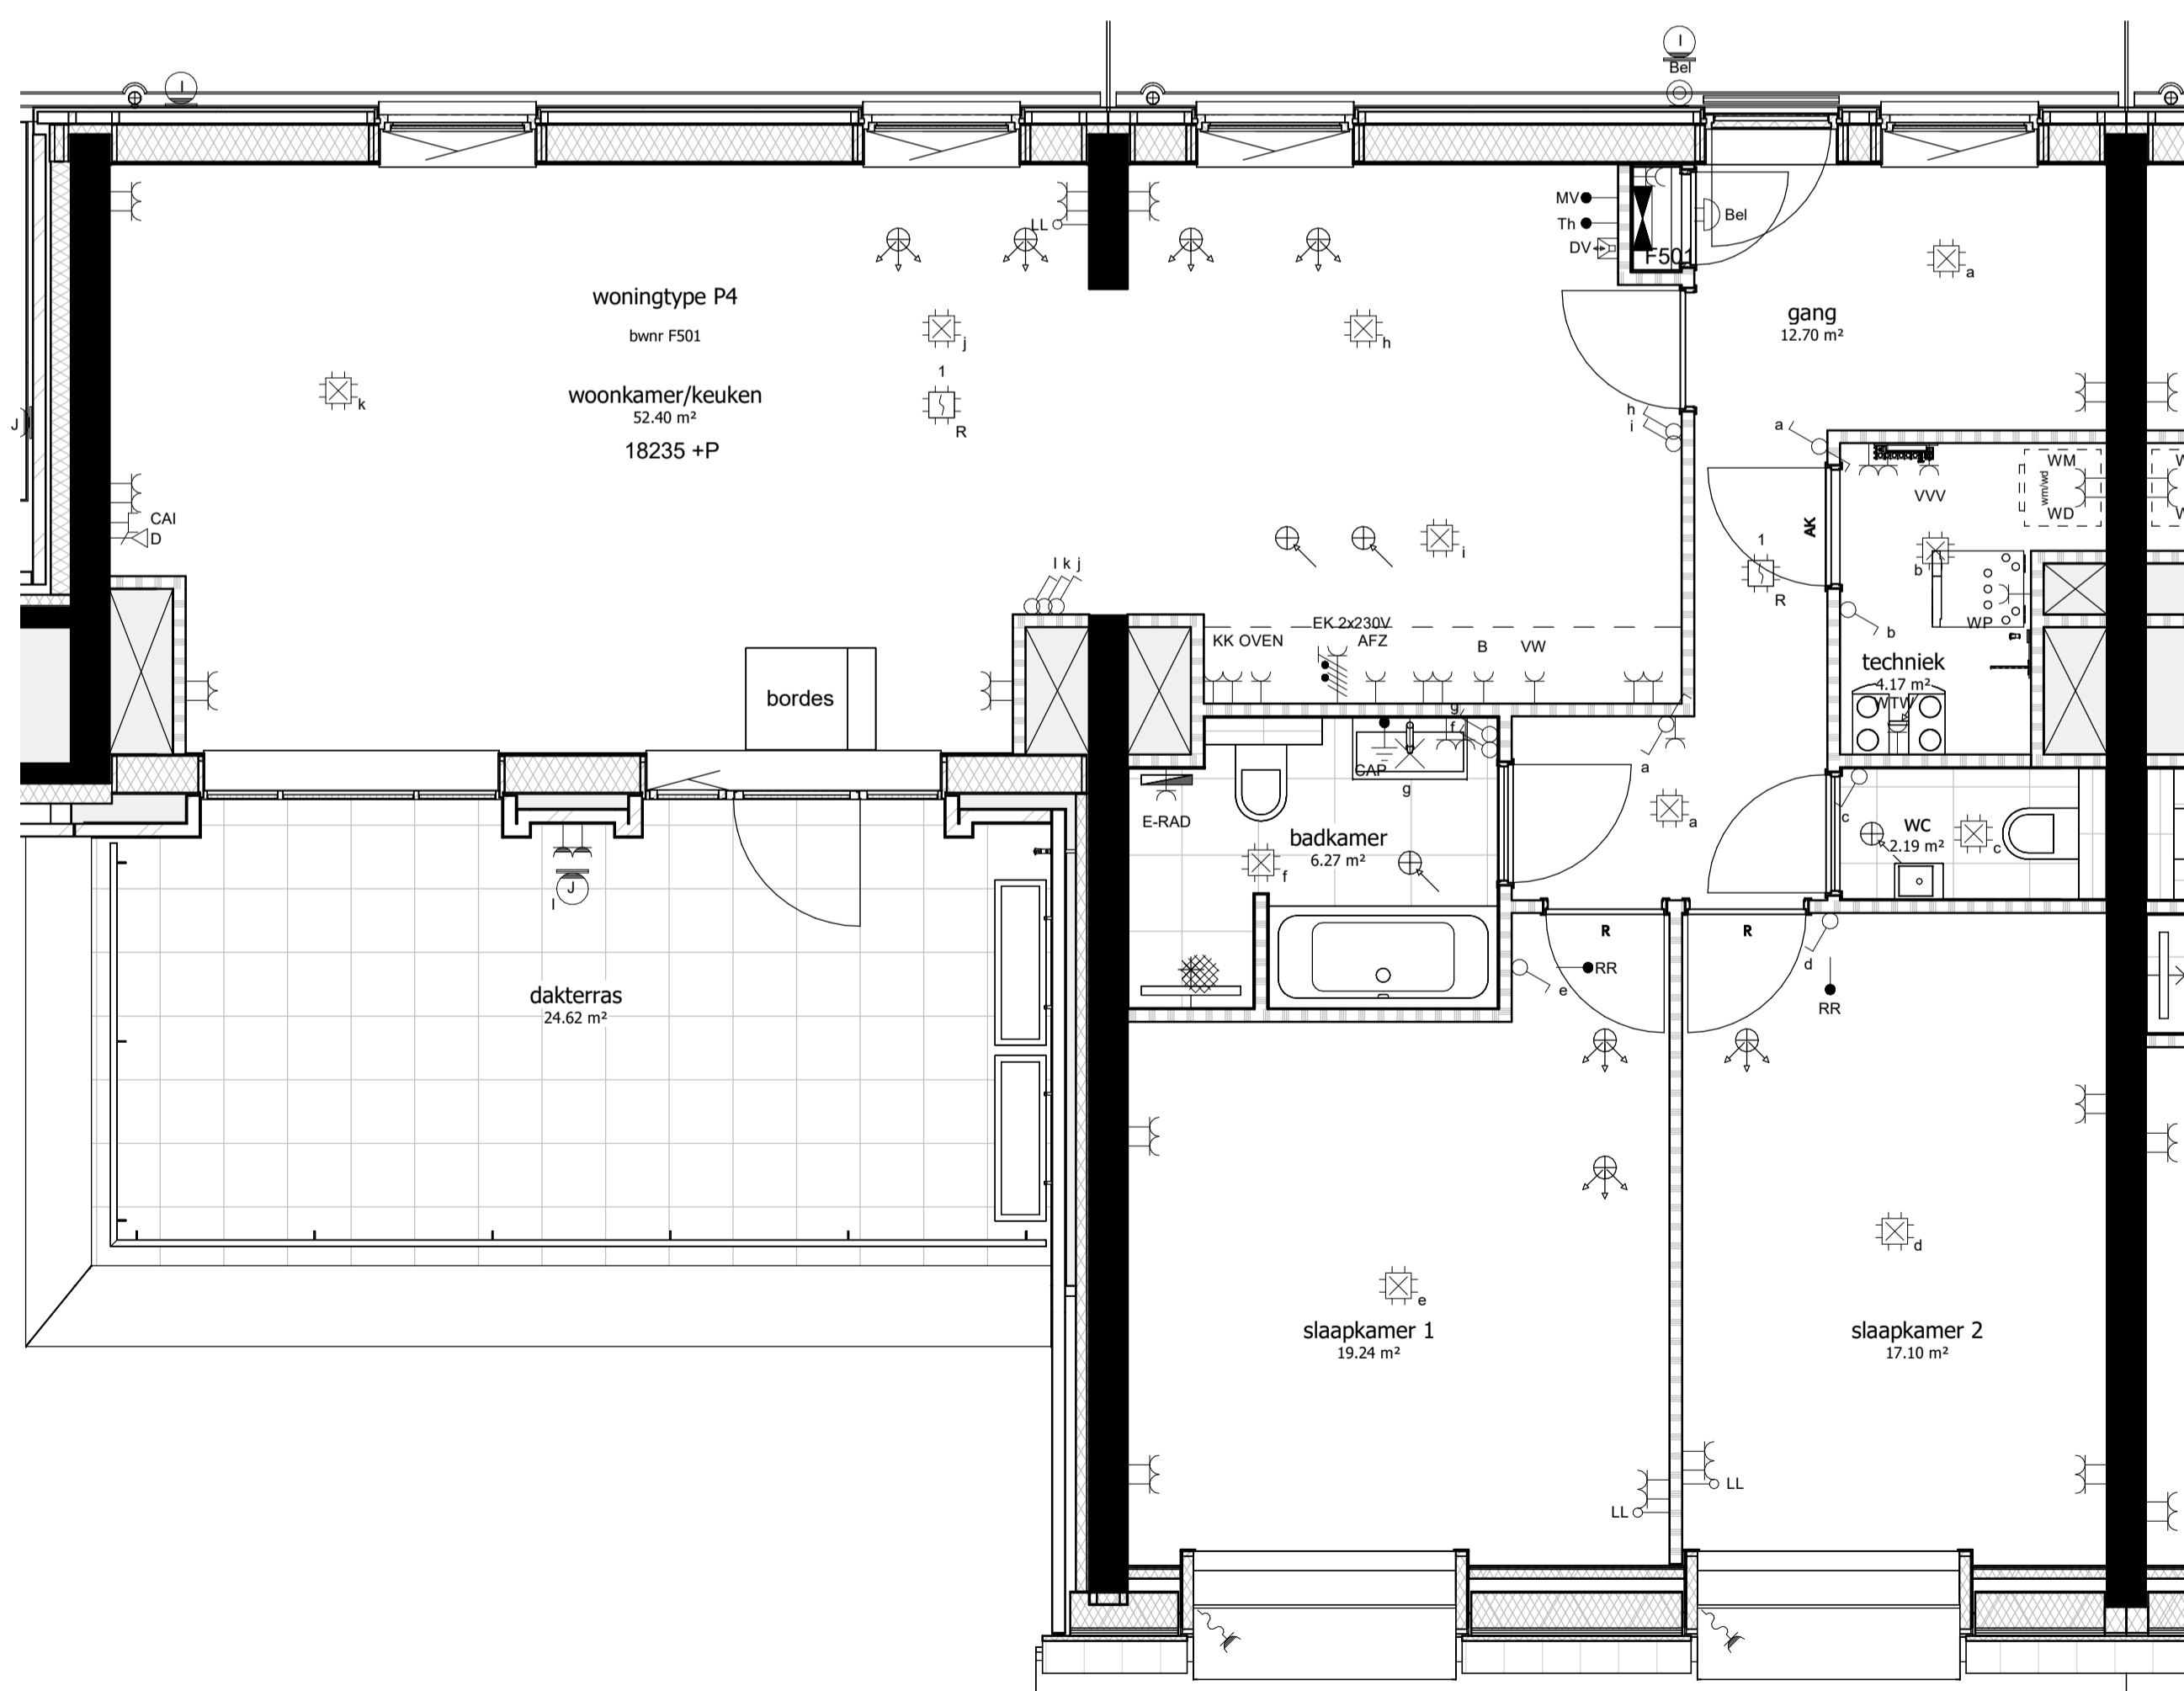 I
Bel
I
Bel
MV
Th
DV
F501
LL
a
woningtype P4
bwnr F501
j
h
1
gang
12.70 m²
k
woonkamer/keuken
52.40 m²
18235 +P
R
J
h
i
a
WM
wm/wd
WD
VVV
AK
CAI
D
i
1
R
b
b
WP
l k j
EK 2x230V
KK OVEN
AFZ
B
VW
techniek
4.17 m²
WTW
bordes
g
f
a
CAP
g
E-RAD
badkamer
6.27 m²
f
a
c
WC
2.19 m²
c
J
l
R
R
RR
e
d
RR
dakterras
24.62 m²
d
e
slaapkamer 1
19.24 m²
slaapkamer 2
17.10 m²
LL
LL